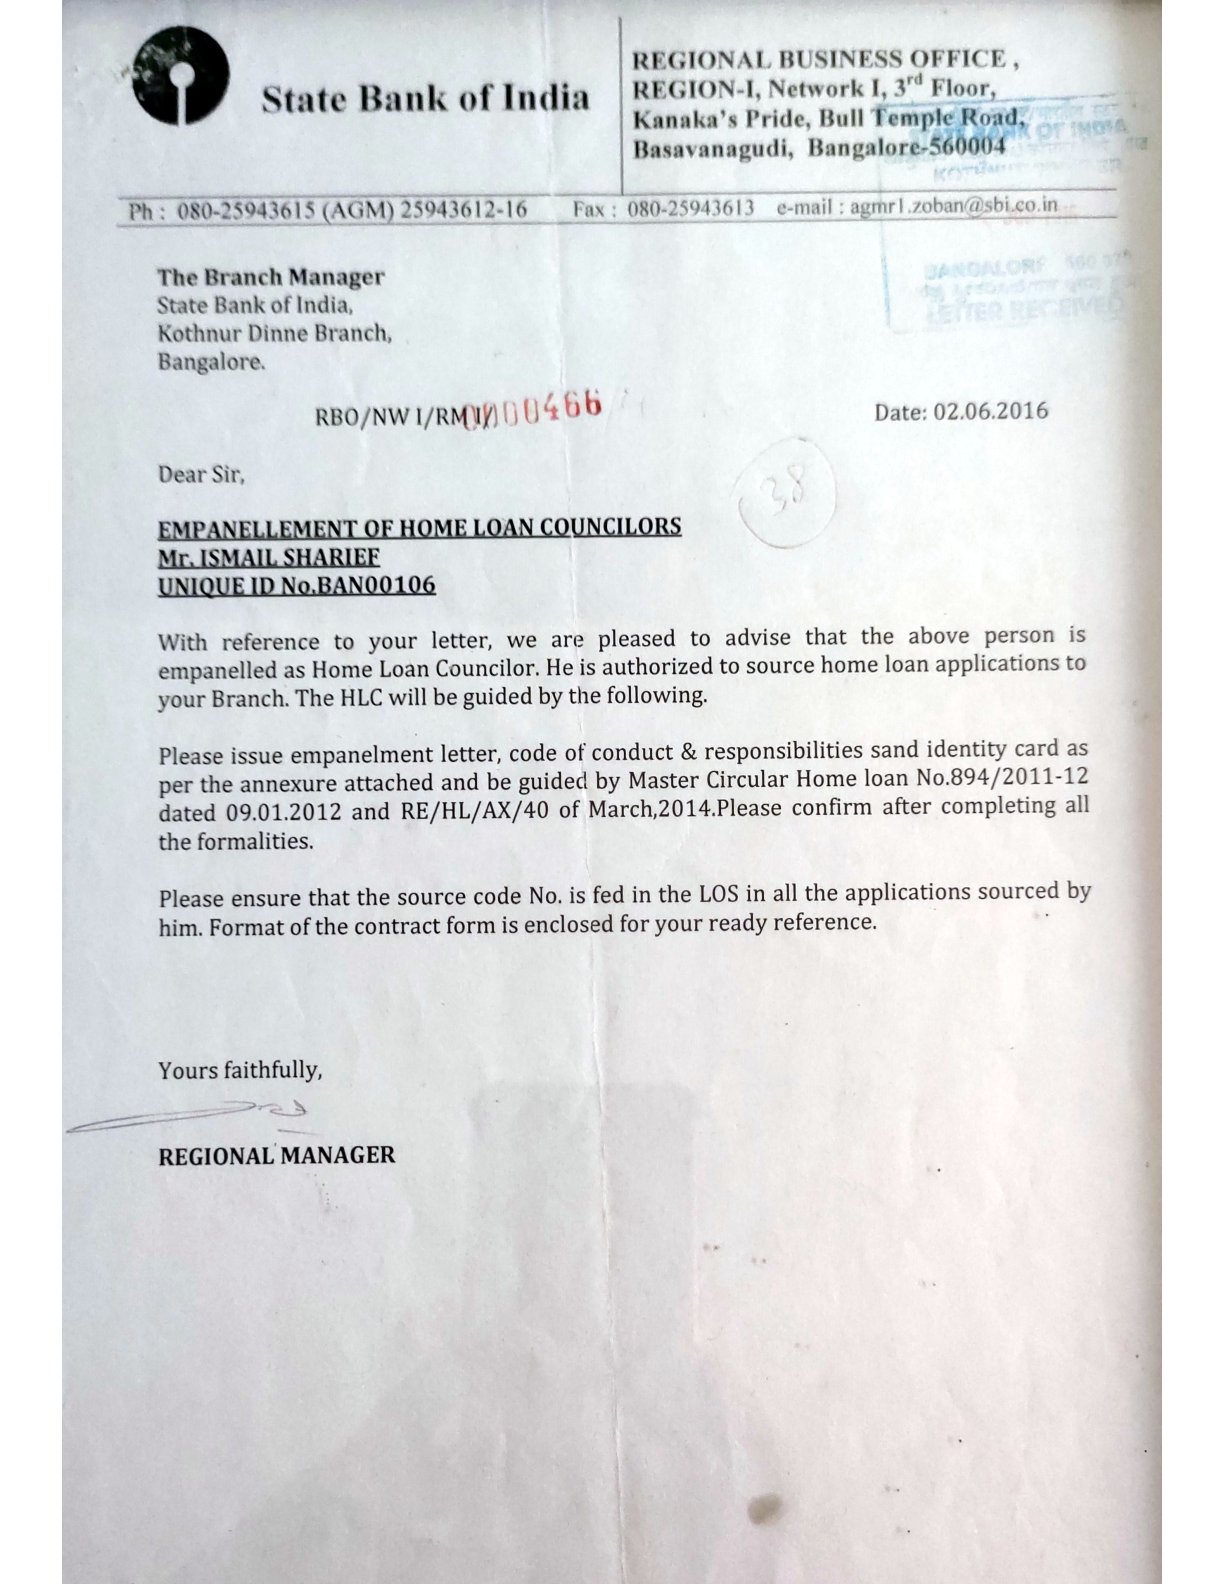 State Bank of India
REGIONAL BUSINESS OFFICE ,
REGION-I, Network I, 3rd Floor,
Kanaka's Pride, Bull Temple Road,
Basavanagudi, Bangalore-560004
STATE BANK OF INDIA
Ph : 080-25943615 (AGM) 25943612-16 Fax : 080-25943613 e-mail : agmr1.zoban@sbi.co.in
BANGALORE
LETTER RECEIVED
The Branch Manager
State Bank of India,
Kothnur Dinne Branch,
Bangalore.
RBO/NW I/RM I/ 0000466
Date: 02.06.2016
Dear Sir,
38
EMPANELLEMENT OF HOME LOAN COUNCILORS
Mr. ISMAIL SHARIEF
UNIQUE ID No.BAN00106
With reference to your letter, we are pleased to advise that the above person is
empanelled as Home Loan Councilor. He is authorized to source home loan applications to
your Branch. The HLC will be guided by the following.
Please issue empanelment letter, code of conduct & responsibilities sand identity card as
per the annexure attached and be guided by Master Circular Home loan No.894/2011-12
dated 09.01.2012 and RE/HL/AX/40 of March,2014.Please confirm after completing all
the formalities.
Please ensure that the source code No. is fed in the LOS in all the applications sourced by
him. Format of the contract form is enclosed for your ready reference.
Yours faithfully,
REGIONAL MANAGER